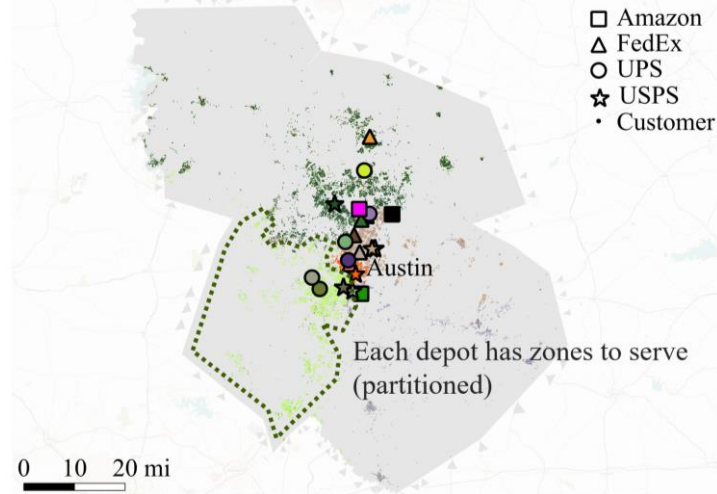 Amazon
FedEx
UPS
USPS
Customer
Austin
Each depot has zones to serve
(partitioned)
0 10 20 mi